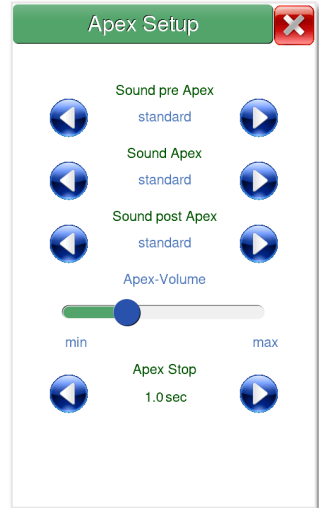 Apex Setup
Sound pre Apex
standard
Sound Apex
standard
Sound post Apex
standard
Apex-Volume
min max
Apex Stop
1.0 sec